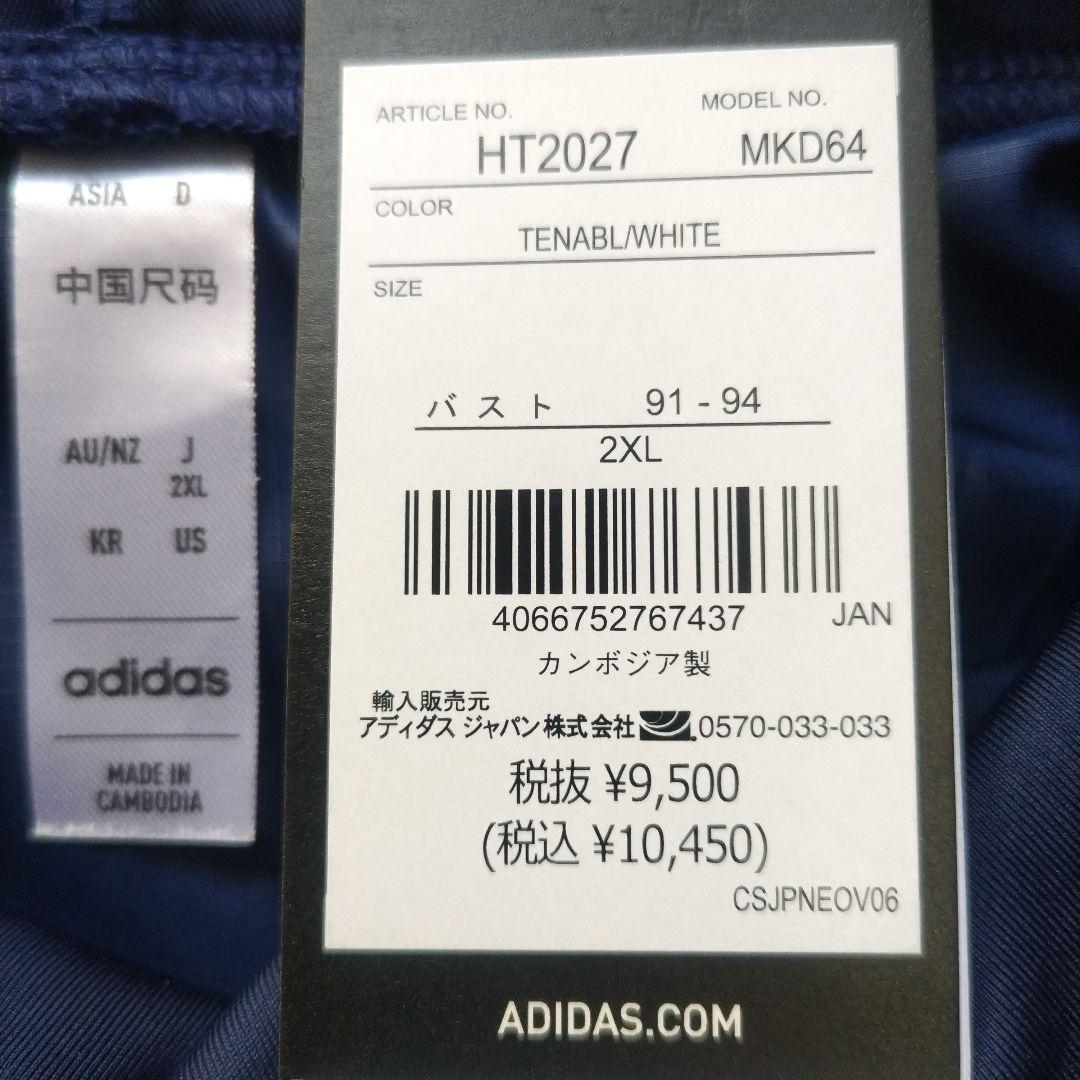 ASIA D
中国尺码
AU/NZ J
2XL
KR US
adidas
MADE IN
CAMBODIA
ARTICLE NO. MODEL NO.
HT2027 MKD64
COLOR
TENABL/WHITE
SIZE
バスト 91 - 94
2XL
4066752767437 JAN
カンボジア製
輸入販売元
アディダス ジャパン株式会社 0570-033-033
税抜 ¥9,500
(税込 ¥10,450)
CSJPNEOV06
ADIDAS.COM